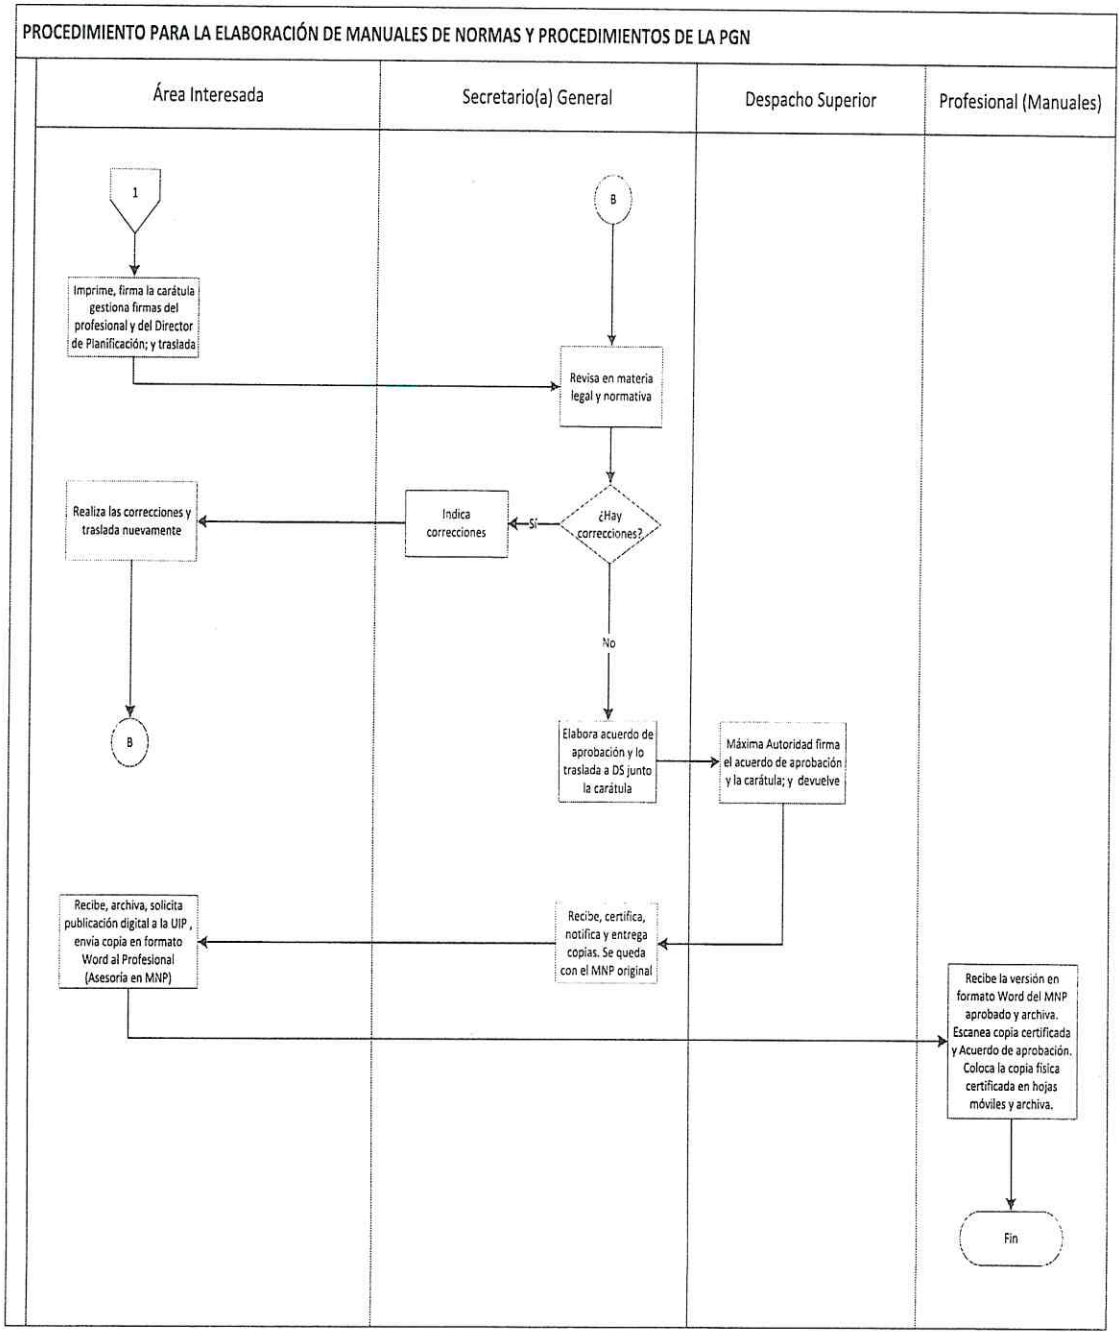 PROCEDIMIENTO PARA LA ELABORACIÓN DE MANUALES DE NORMAS Y PROCEDIMIENTOS DE LA PGN
Área Interesada
Secretario(a) General
Despacho Superior
Profesional (Manuales)
1
B
Imprime, firma la carátula
gestiona firmas del
profesional y del Director
de Planificación; y traslada
Revisa en materia
legal y normativa
Realiza las correcciones y
traslada nuevamente
Indica
correcciones
Sí
¿Hay
correcciones?
No
B
Elabora acuerdo de
aprobación y lo
traslada a DS junto
la carátula
Máxima Autoridad firma
el acuerdo de aprobación
y la carátula; y devuelve
Recibe, archiva, solicita
publicación digital a la UIP ,
envía copia en formato
Word al Profesional
(Asesoría en MNP)
Recibe, certifica,
notifica y entrega
copias. Se queda
con el MNP original
Recibe la versión en
formato Word del MNP
aprobado y archiva.
Escanea copia certificada
y Acuerdo de aprobación.
Coloca la copia física
certificada en hojas
móviles y archiva.
Fin